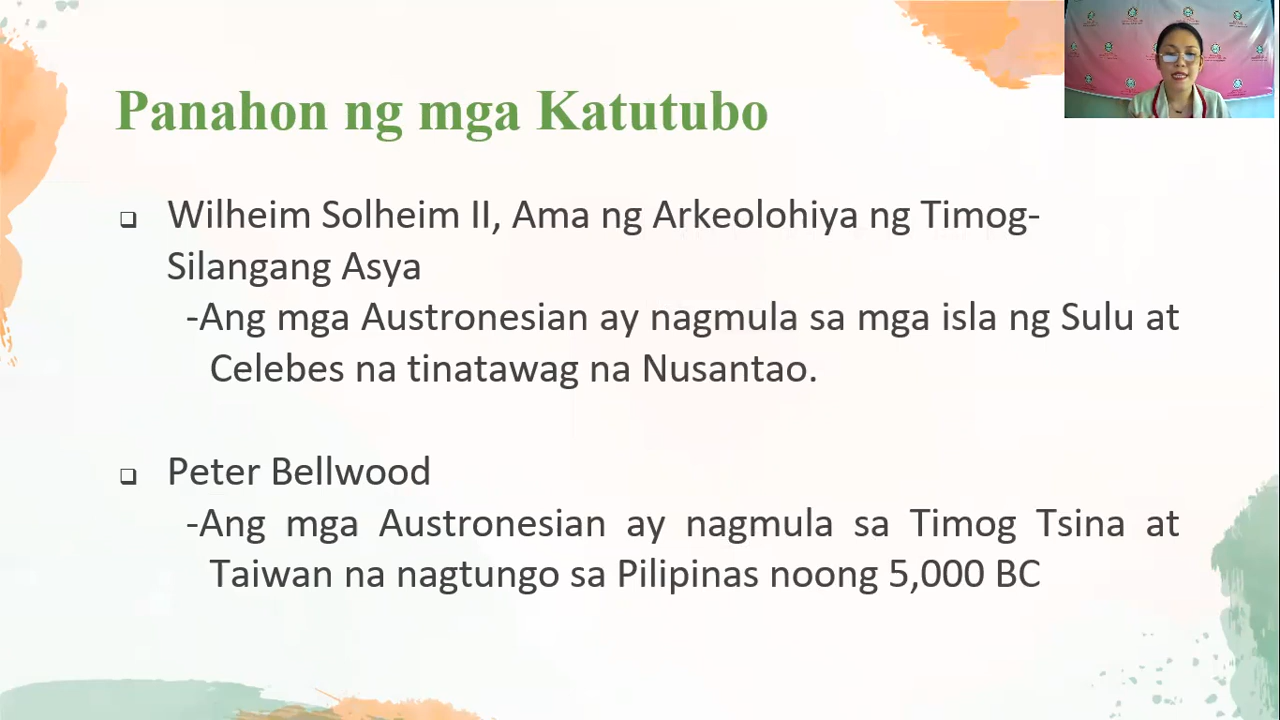 Panahon ng mga Katutubo
Wilheim Solheim II, Ama ng Arkeolohiya ng Timog-
Silangang Asya
-Ang mga Austronesian ay nagmula sa mga isla ng Sulu at
Celebes na tinatawag na Nusantao.
Peter Bellwood
-Ang mga Austronesian ay nagmula sa Timog Tsina at
Taiwan na nagtungo sa Pilipinas noong 5,000 BC